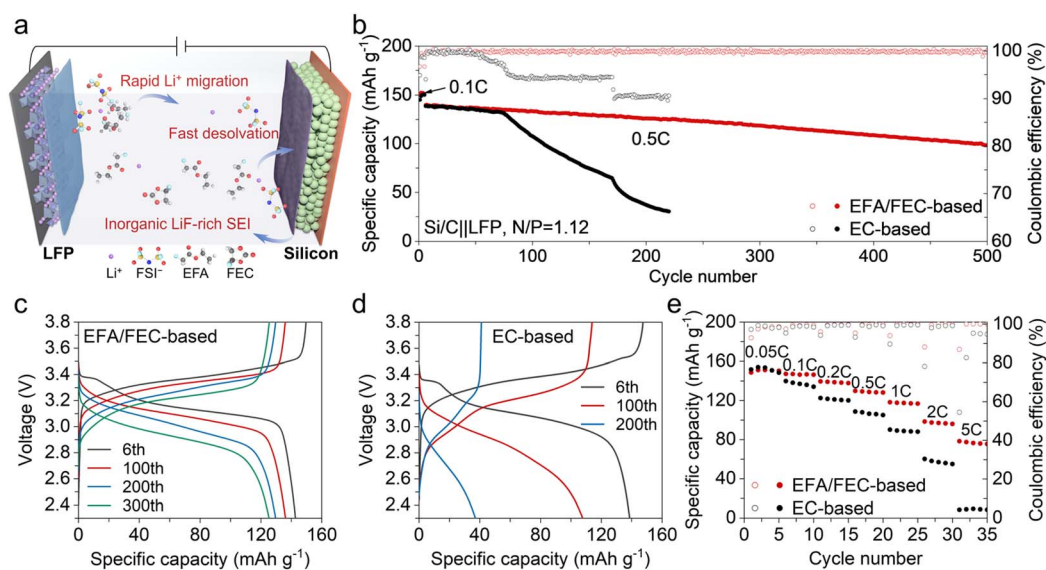 a
Rapid Li⁺ migration
Fast desolvation
Inorganic LiF-rich SEI
LFP
Silicon
Li⁺
FSI⁻
EFA
FEC
b
Specific capacity (mAh g⁻¹)
200
150
100
50
0
0.1C
0.5C
Si/C||LFP, N/P=1.12
EFA/FEC-based
EC-based
0
100
200
300
400
500
Cycle number
100
90
80
70
60
Coulombic efficiency (%)
c
EFA/FEC-based
Voltage (V)
3.8
3.6
3.4
3.2
3.0
2.8
2.6
2.4
6th
100th
200th
300th
0
40
80
120
160
Specific capacity (mAh g⁻¹)
d
EC-based
Voltage (V)
3.8
3.6
3.4
3.2
3.0
2.8
2.6
2.4
6th
100th
200th
0
40
80
120
160
Specific capacity (mAh g⁻¹)
e
Specific capacity (mAh g⁻¹)
200
160
120
80
40
0
0.05C
0.1C
0.2C
0.5C
1C
2C
5C
EFA/FEC-based
EC-based
0
5
10
15
20
25
30
35
Cycle number
100
80
60
40
20
0
Coulombic efficiency (%)